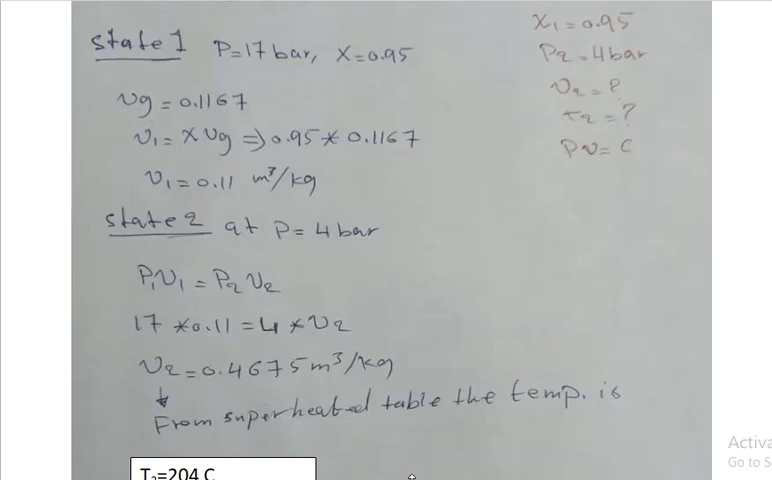 State 1 P=17 bar, X=0.95
vg = 0.1167
v1 = x vg => 0.95 * 0.1167
v1 = 0.11 m³/kg
State 2 at P= 4 bar
P1v1 = P2 v2
17 * 0.11 = 4 * v2
v2 = 0.4675 m³/kg
↓
From superheated table the temp. is
T2=204 C
x1 = 0.95
P2 = 4 bar
v2 = ?
t2 = ?
Pv = C
Activa
Go to S